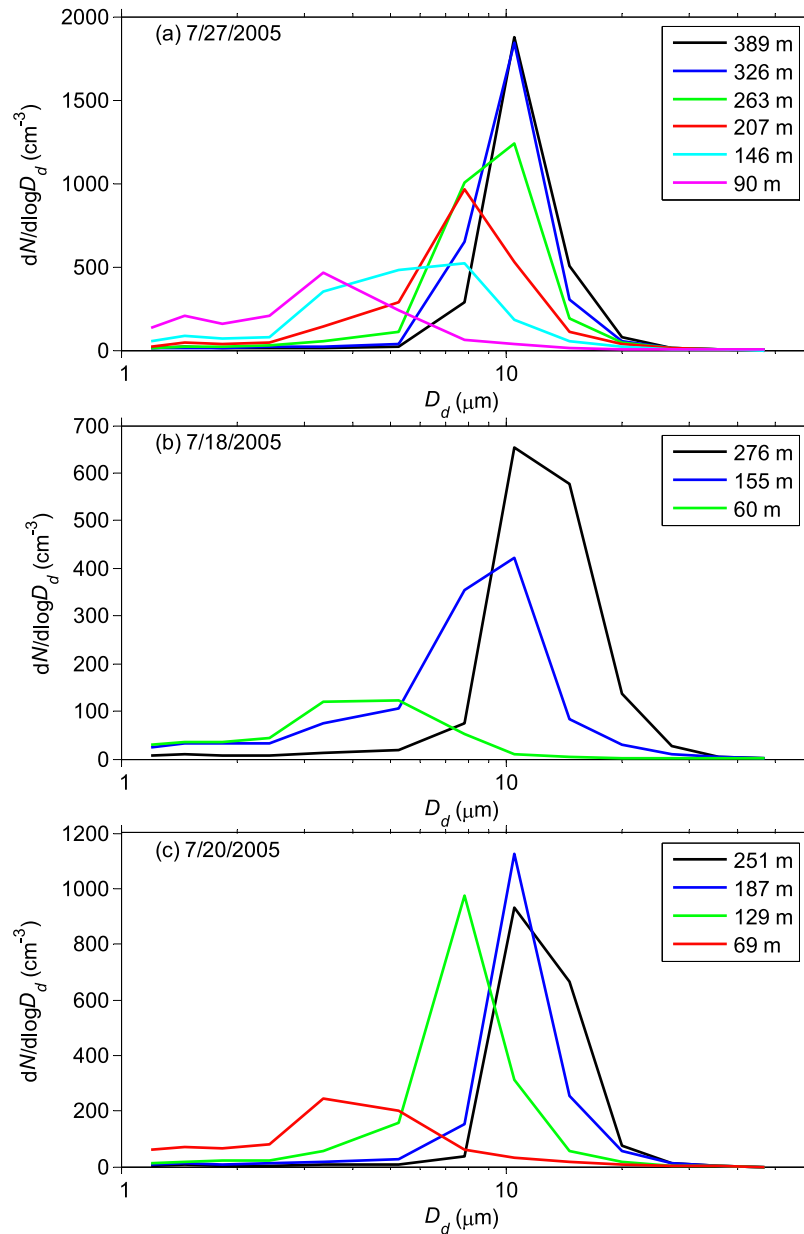 (a) 7/27/2005
2000
1500
1000
500
0
dN/dlogD_d (cm⁻³)
389 m
326 m
263 m
207 m
146 m
90 m
1
10
D_d (μm)
(b) 7/18/2005
700
600
500
400
300
200
100
0
dN/dlogD_d (cm⁻³)
276 m
155 m
60 m
1
10
D_d (μm)
(c) 7/20/2005
1200
1000
800
600
400
200
0
dN/dlogD_d (cm⁻³)
251 m
187 m
129 m
69 m
1
10
D_d (μm)